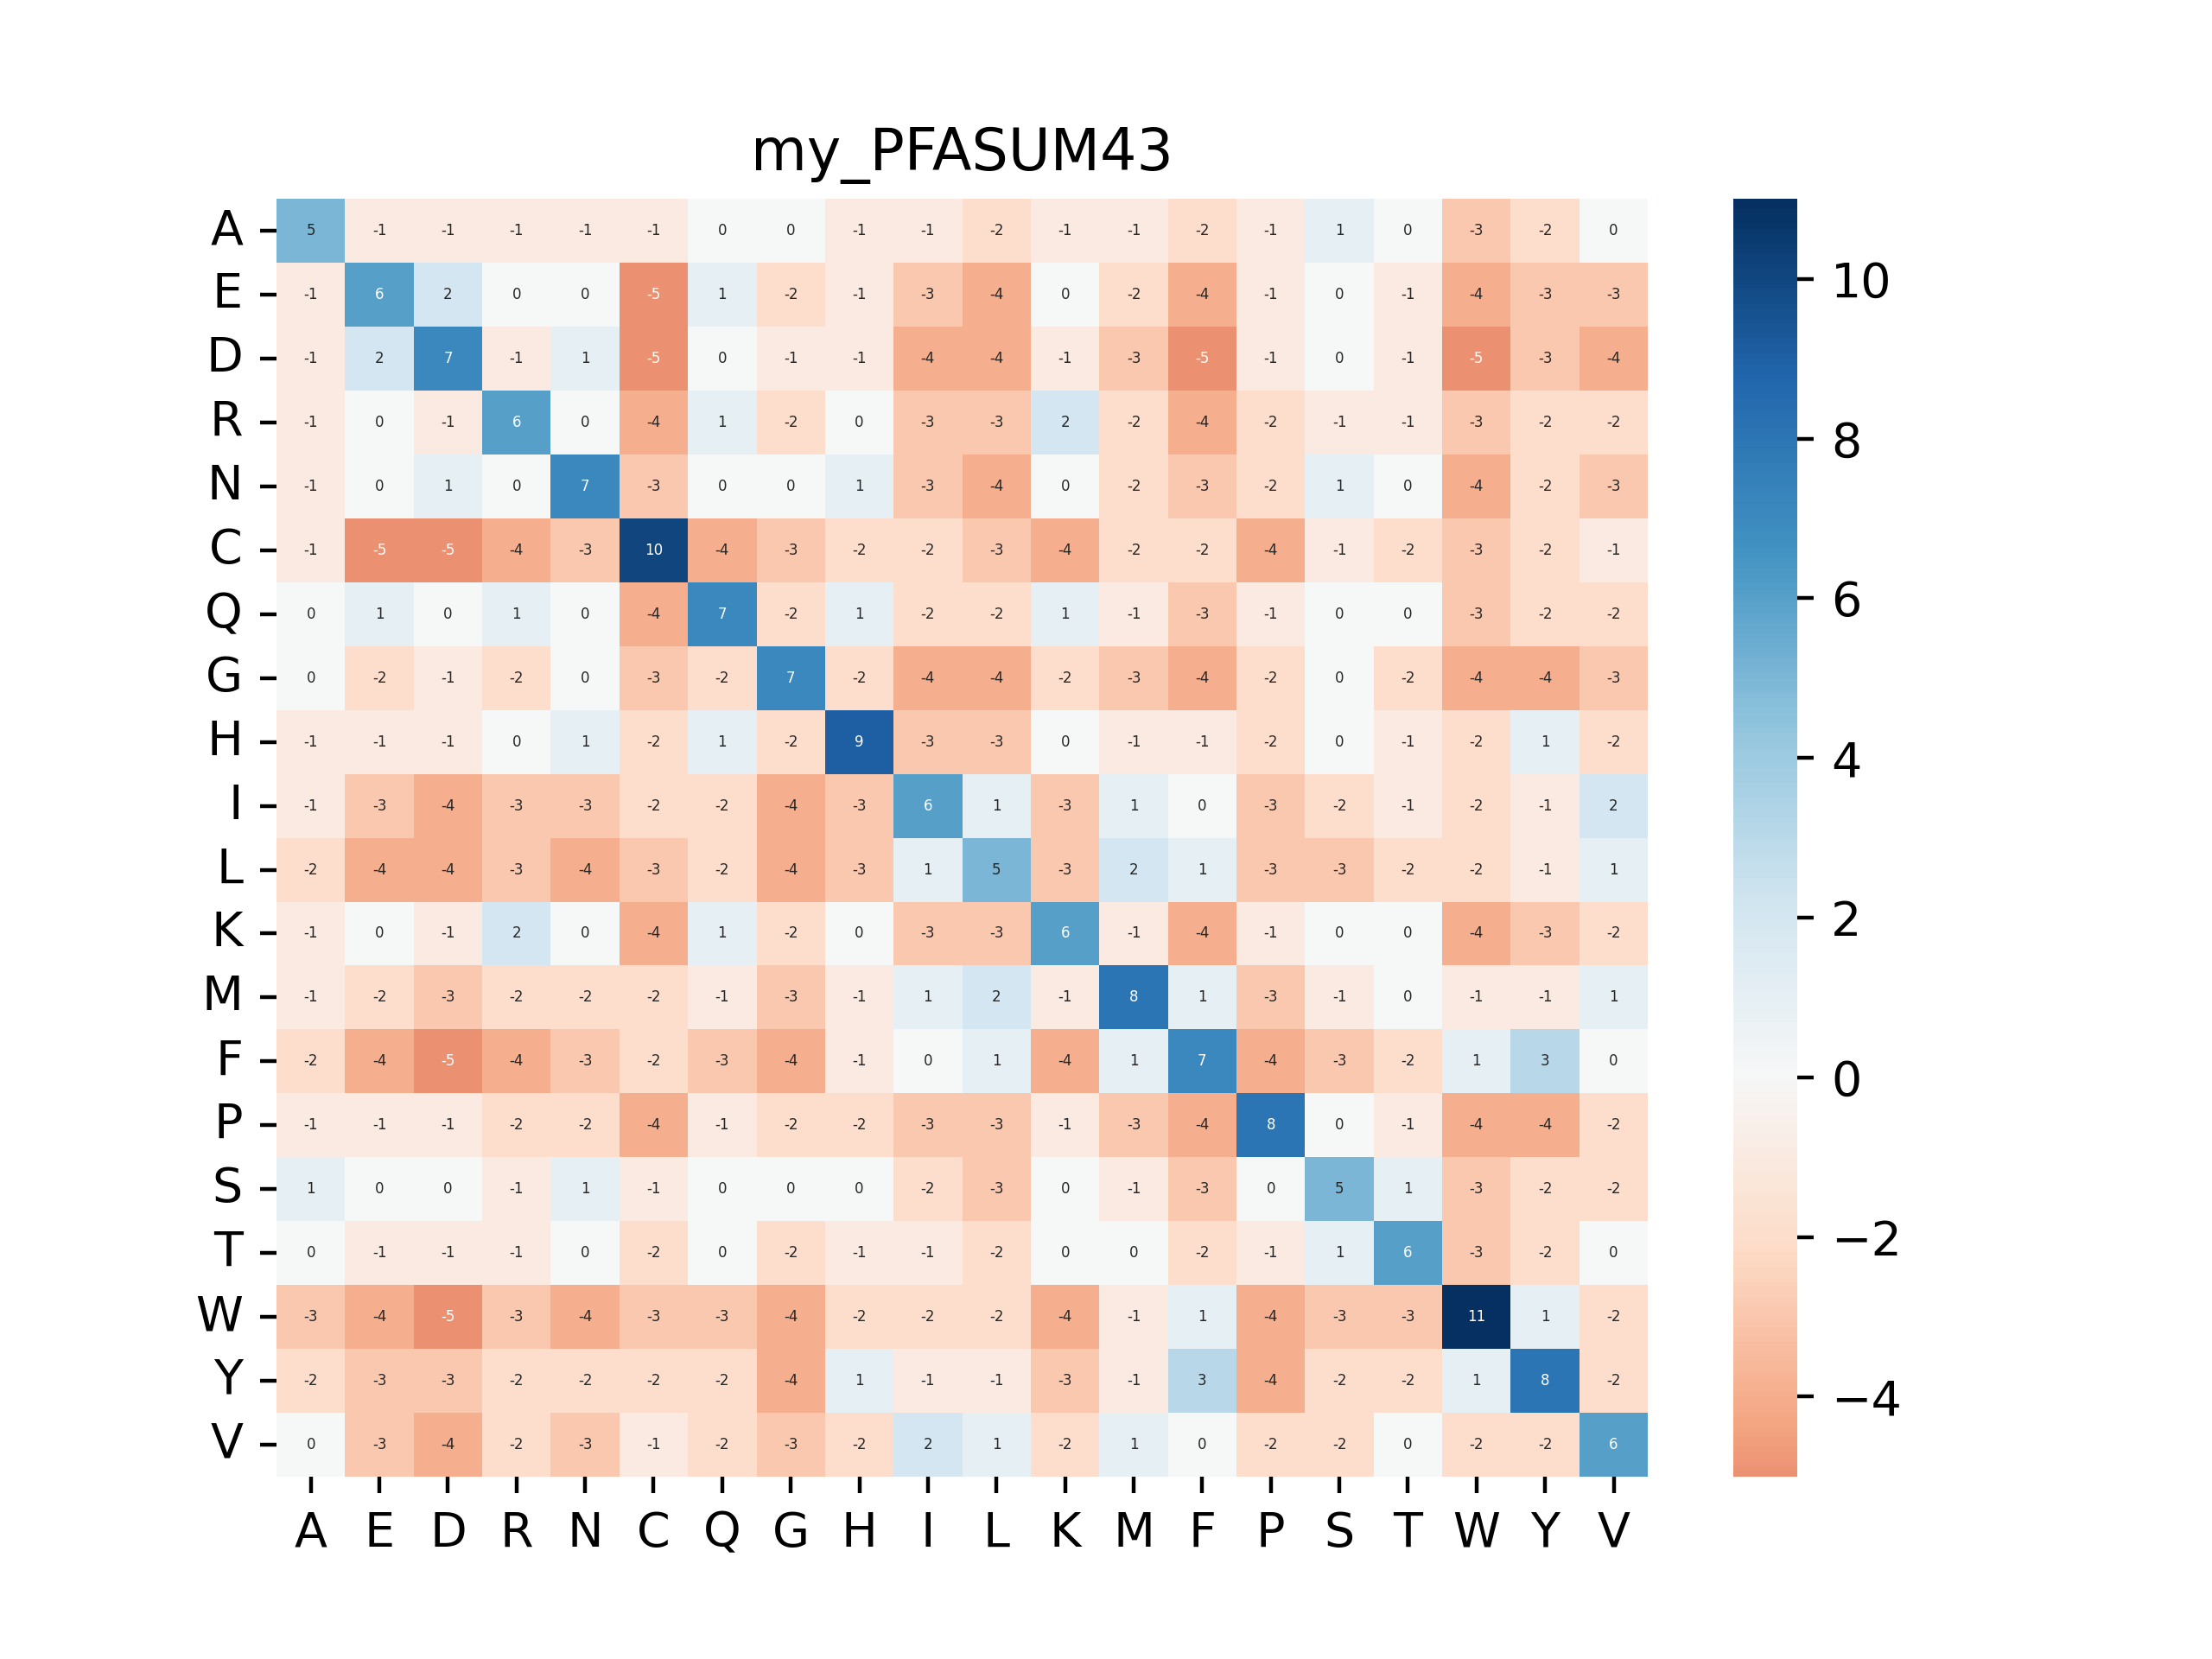 my_PFASUM43
A 5 -1 -1 -1 -1 -1 0 0 -1 -1 -2 -1 -1 -2 -1 1 0 -3 -2 0
E -1 6 2 0 0 -5 1 -2 -1 -3 -4 0 -2 -4 -1 0 -1 -4 -3 -3
D -1 2 7 -1 1 -5 0 -1 -1 -4 -4 -1 -3 -5 -1 0 -1 -5 -3 -4
R -1 0 -1 6 0 -4 1 -2 0 -3 -3 2 -2 -4 -2 -1 -1 -3 -2 -2
N -1 0 1 0 7 -3 0 0 1 -3 -4 0 -2 -3 -2 1 0 -4 -2 -3
C -1 -5 -5 -4 -3 10 -4 -3 -2 -2 -3 -4 -2 -2 -4 -1 -2 -3 -2 -1
Q 0 1 0 1 0 -4 7 -2 1 -2 -2 1 -1 -3 -1 0 0 -3 -2 -2
G 0 -2 -1 -2 0 -3 -2 7 -2 -4 -4 -2 -3 -4 -2 0 -2 -4 -4 -3
H -1 -1 -1 0 1 -2 1 -2 9 -3 -3 0 -1 -1 -2 0 -1 -2 1 -2
I -1 -3 -4 -3 -3 -2 -2 -4 -3 6 1 -3 1 0 -3 -2 -1 -2 -1 2
L -2 -4 -4 -3 -4 -3 -2 -4 -3 1 5 -3 2 1 -3 -3 -2 -2 -1 1
K -1 0 -1 2 0 -4 1 -2 0 -3 -3 6 -1 -4 -1 0 0 -4 -3 -2
M -1 -2 -3 -2 -2 -2 -1 -3 -1 1 2 -1 8 1 -3 -1 0 -1 -1 1
F -2 -4 -5 -4 -3 -2 -3 -4 -1 0 1 -4 1 7 -4 -3 -2 1 3 0
P -1 -1 -1 -2 -2 -4 -1 -2 -2 -3 -3 -1 -3 -4 8 0 -1 -4 -4 -2
S 1 0 0 -1 1 -1 0 0 0 -2 -3 0 -1 -3 0 5 1 -3 -2 -2
T 0 -1 -1 -1 0 -2 0 -2 -1 -1 -2 0 0 -2 -1 1 6 -3 -2 0
W -3 -4 -5 -3 -4 -3 -3 -4 -2 -2 -2 -4 -1 1 -4 -3 -3 11 1 -2
Y -2 -3 -3 -2 -2 -2 -2 -4 1 -1 -1 -3 -1 3 -4 -2 -2 1 8 -2
V 0 -3 -4 -2 -3 -1 -2 -3 -2 2 1 -2 1 0 -2 -2 0 -2 -2 6
A E D R N C Q G H I L K M F P S T W Y V
10
8
6
4
2
0
−2
−4